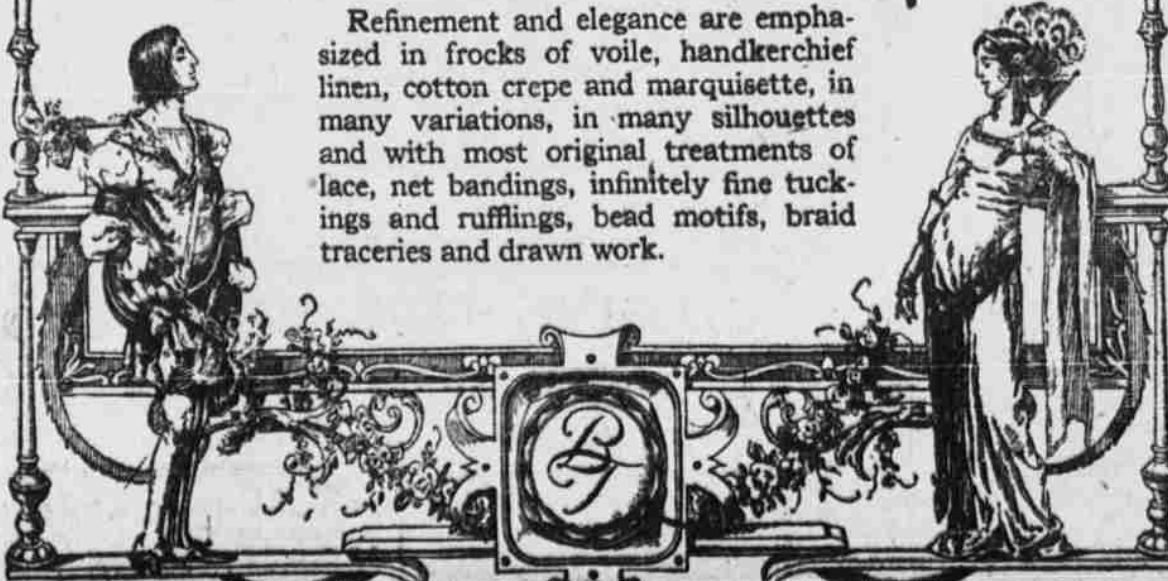 Refinement and elegance are empha-
sized in frocks of voile, handkerchief
linen, cotton crepe and marquisette, in
many variations, in many silhouettes
and with most original treatments of
lace, net bandings, infinitely fine tuck-
ings and rufflings, bead motifs, braid
traceries and drawn work.